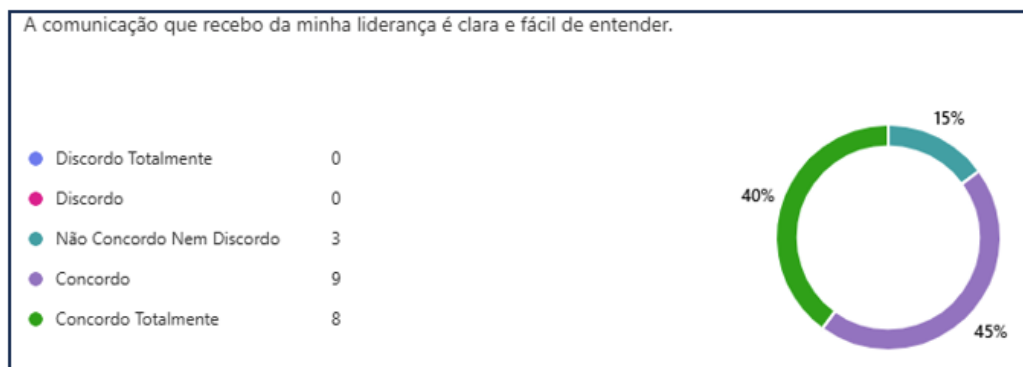 A comunicação que recebo da minha liderança é clara e fácil de entender.
Discordo Totalmente 0
Discordo 0
Não Concordo Nem Discordo 3
Concordo 9
Concordo Totalmente 8
15%
40%
45%